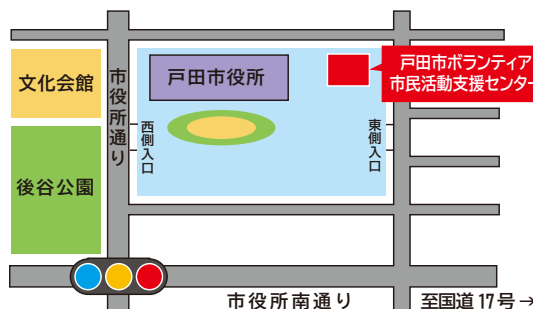 文化会館
後谷公園
市役所通り
戸田市役所
西側入口
東側入口
戸田市ボランティア
市民活動支援センター
市役所南通り
至国道17号→